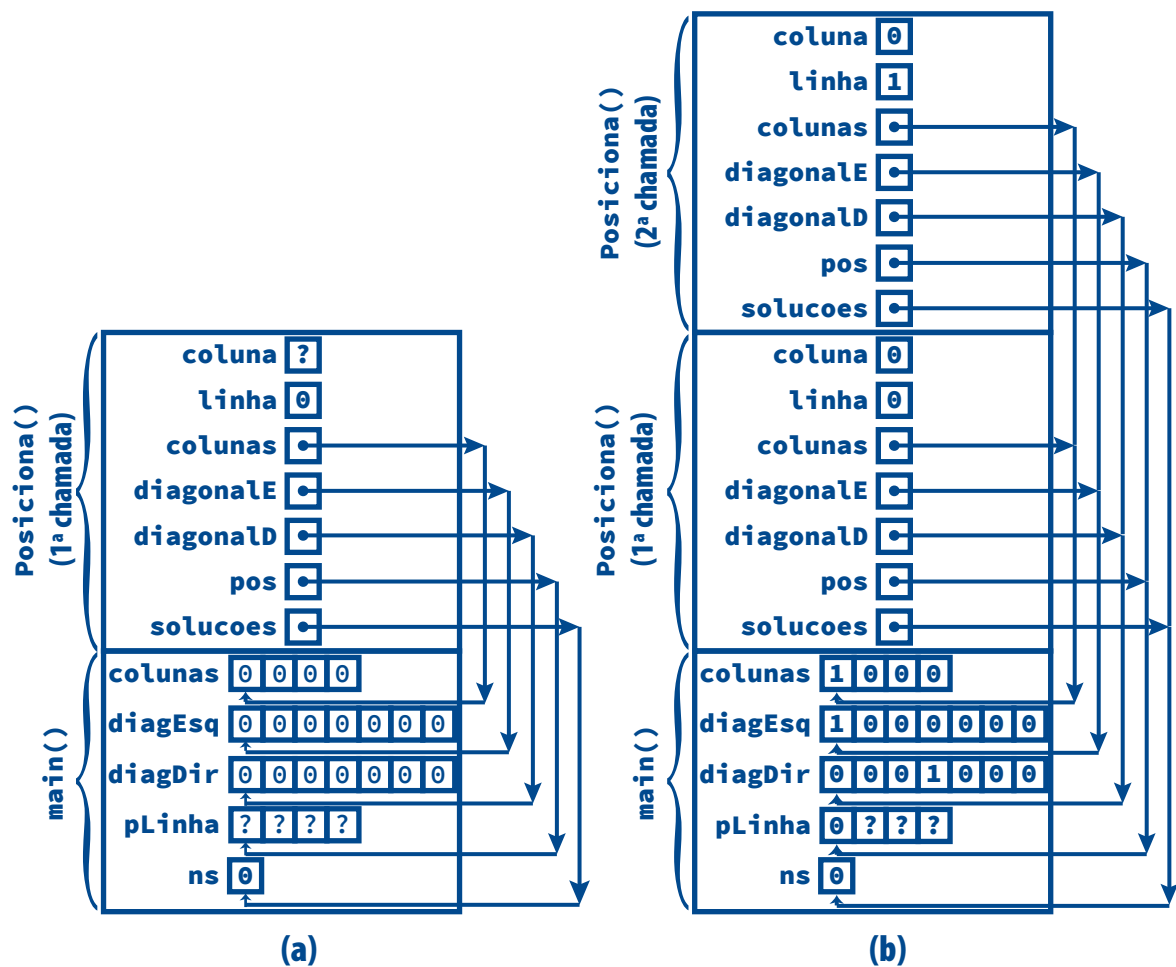 Posiciona()
(1ª chamada)
coluna ?
linha 0
colunas
diagonalE
diagonalD
pos
solucoes
main()
colunas 0 0 0 0
diagEsq 0 0 0 0 0 0 0
diagDir 0 0 0 0 0 0 0
pLinha ? ? ? ?
ns 0
(a)
Posiciona()
(2ª chamada)
coluna 0
linha 1
colunas
diagonalE
diagonalD
pos
solucoes
Posiciona()
(1ª chamada)
coluna 0
linha 0
colunas
diagonalE
diagonalD
pos
solucoes
main()
colunas 1 0 0 0
diagEsq 1 0 0 0 0 0 0
diagDir 0 0 0 1 0 0 0
pLinha 0 ? ? ?
ns 0
(b)